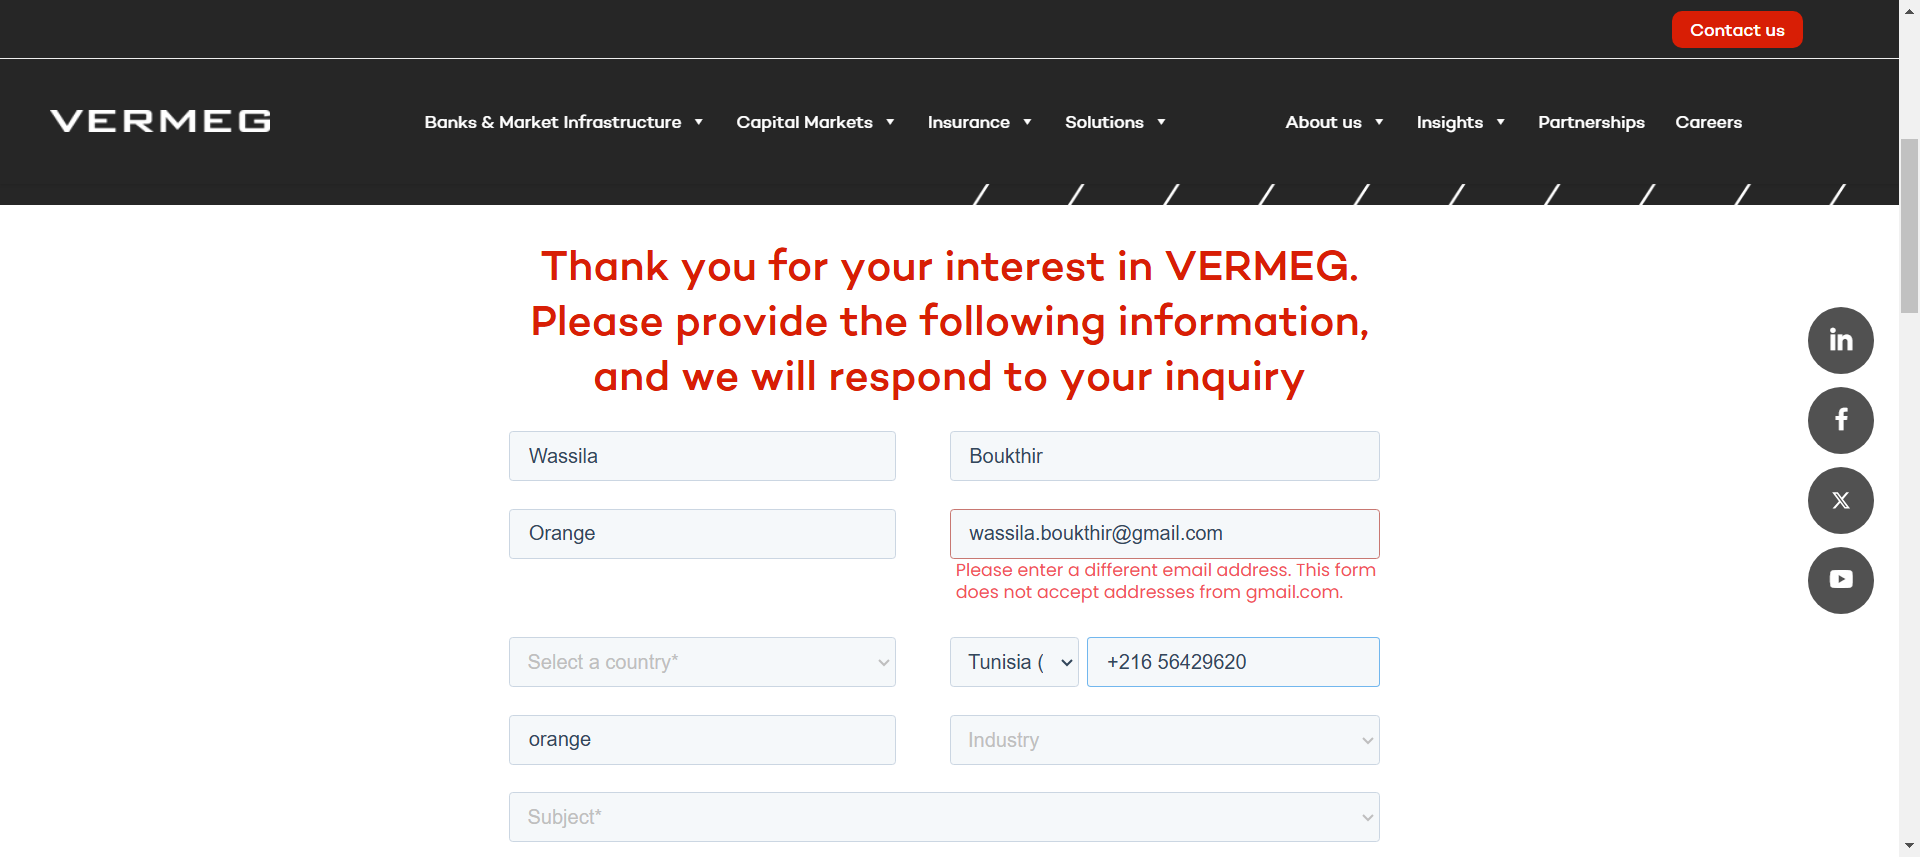 Contact us
VERMEG
Banks & Market Infrastructure Capital Markets Insurance Solutions About us Insights Partnerships Careers
Thank you for your interest in VERMEG.
Please provide the following information,
and we will respond to your inquiry
Wassila Boukthir
Orange wassila.boukthir@gmail.com
Please enter a different email address. This form
does not accept addresses from gmail.com.
Select a country* Tunisia ( +216 56429620
orange Industry
Subject*